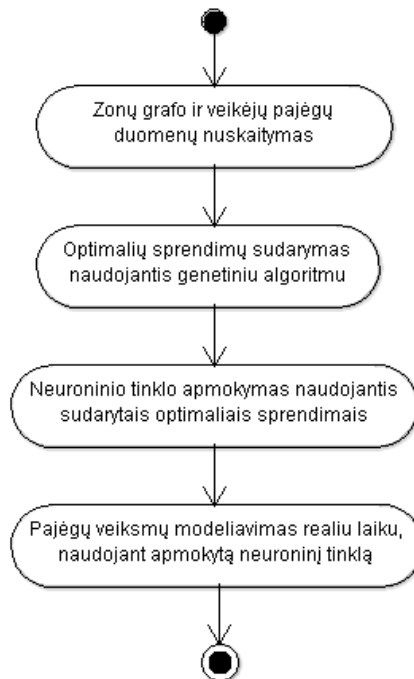 Zonų grafo ir veikėjų pajėgų
duomenų nuskaitymas
Optimalių sprendimų sudarymas
naudojantis genetiniu algoritmu
Neuroninio tinklo apmokymas naudojantis
sudarytais optimaliais sprendimais
Pajėgų veiksmų modeliavimas realiu laiku,
naudojant apmokytą neuroninį tinklą